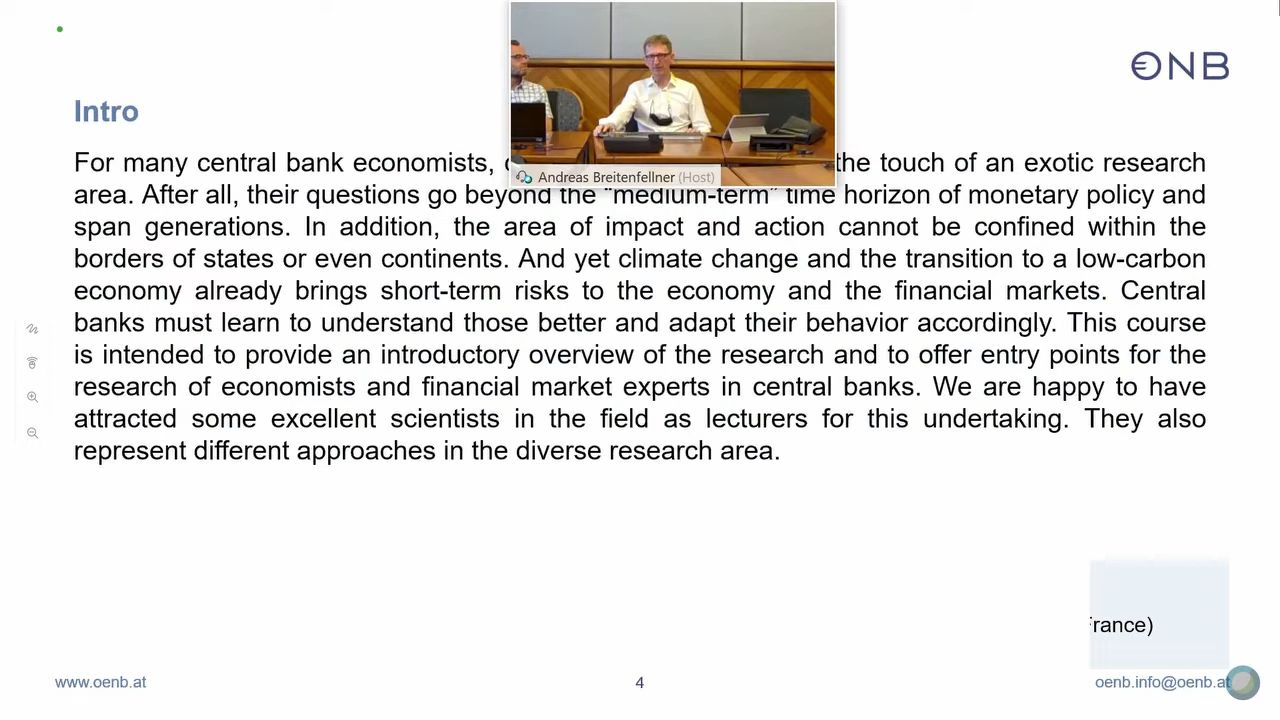 ONB
Intro
For many central bank economists, the touch of an exotic research
area. After all, their questions go beyond the “medium-term” time horizon of monetary policy and
span generations. In addition, the area of impact and action cannot be confined within the
borders of states or even continents. And yet climate change and the transition to a low-carbon
economy already brings short-term risks to the economy and the financial markets. Central
banks must learn to understand those better and adapt their behavior accordingly. This course
is intended to provide an introductory overview of the research and to offer entry points for the
research of economists and financial market experts in central banks. We are happy to have
attracted some excellent scientists in the field as lecturers for this undertaking. They also
represent different approaches in the diverse research area.
Andreas Breitenfellner (Host)
France)
www.oenb.at
4
oenb.info@oenb.at